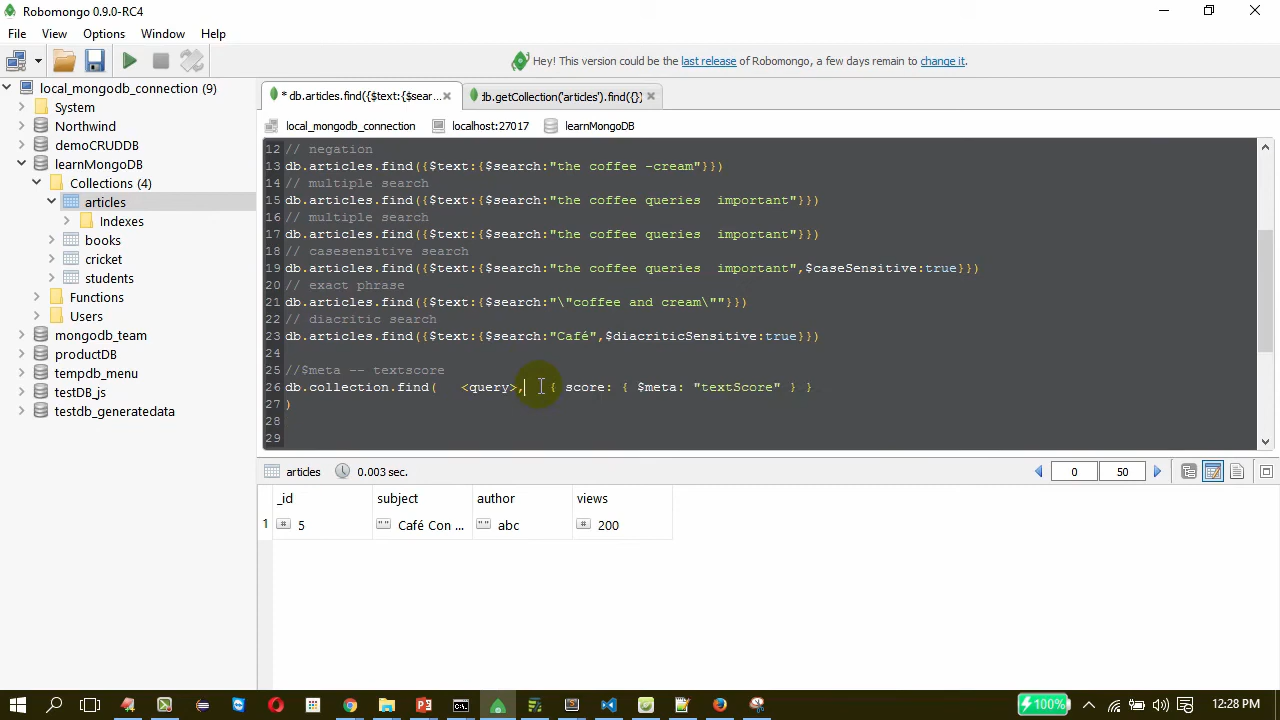 Robomongo 0.9.0-RC4
File View Options Window Help
Hey! This version could be the last release of Robomongo, a few days remain to change it.
local_mongodb_connection (9)
System
Northwind
demoCRUDDB
learnMongoDB
Collections (4)
articles
Indexes
books
cricket
students
Functions
Users
mongodb_team
productDB
tempdb_menu
testDB_js
testdb_generatedata
* db.articles.find({$text:{$sear...
db.getCollection('articles').find({})
local_mongodb_connection localhost:27017 learnMongoDB
12 // negation
13 db.articles.find({$text:{$search:"the coffee -cream"}})
14 // multiple search
15 db.articles.find({$text:{$search:"the coffee queries  important"}})
16 // multiple search
17 db.articles.find({$text:{$search:"the coffee queries  important"}})
18 // casesensitive search
19 db.articles.find({$text:{$search:"the coffee queries  important",$caseSensitive:true}})
20 // exact phrase
21 db.articles.find({$text:{$search:"\"coffee and cream\""}})
22 // diacritic search
23 db.articles.find({$text:{$search:"Café",$diacriticSensitive:true}})
24
25 //$meta -- textscore
26 db.collection.find(   <query>,   { score: { $meta: "textScore" } }
27 )
28
29
articles 0.003 sec. 0 50
_id subject author views
1 5 Café Con ... abc 200
100% 12:28 PM